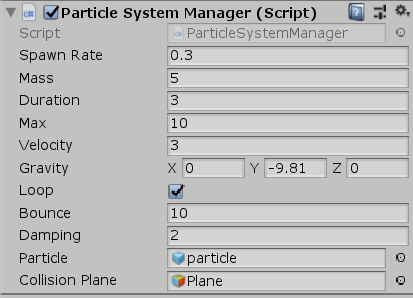 Particle System Manager (Script)
Script ParticleSystemManager
Spawn Rate 0.3
Mass 5
Duration 3
Max 10
Velocity 3
Gravity X 0 Y -9.81 Z 0
Loop
Bounce 10
Damping 2
Particle particle
Collision Plane Plane